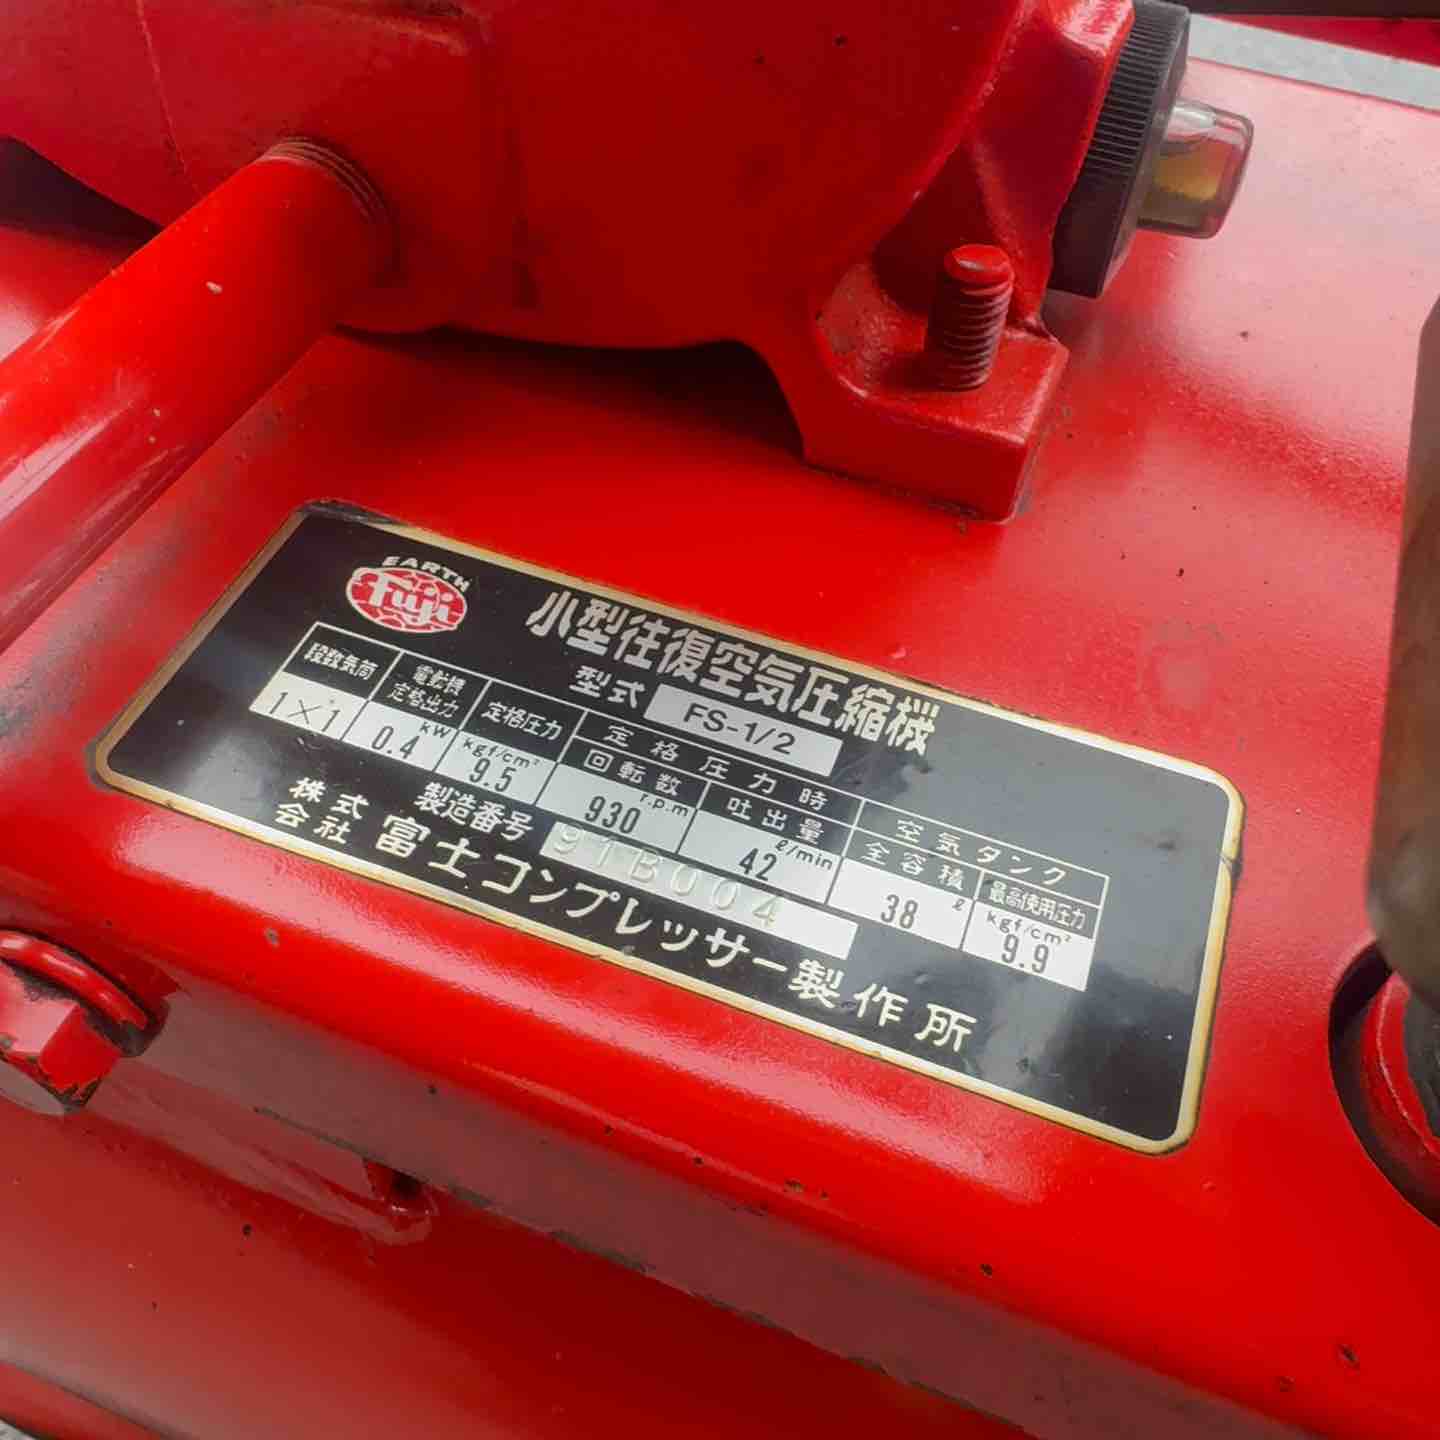 EARTH
Fuji
小型往復空気圧縮機
型式 FS-1/2
段数気筒 電動機定格出力 定格圧力 定格圧力時 空気タンク
回転数 吐出量 全容積 最高使用圧力
1×1 0.4 kW 9.5 kgf/cm² 930 r.p.m 42 ℓ/min 38 ℓ 9.9 kgf/cm²
製造番号 91B004
株式会社 富士コンプレッサー製作所